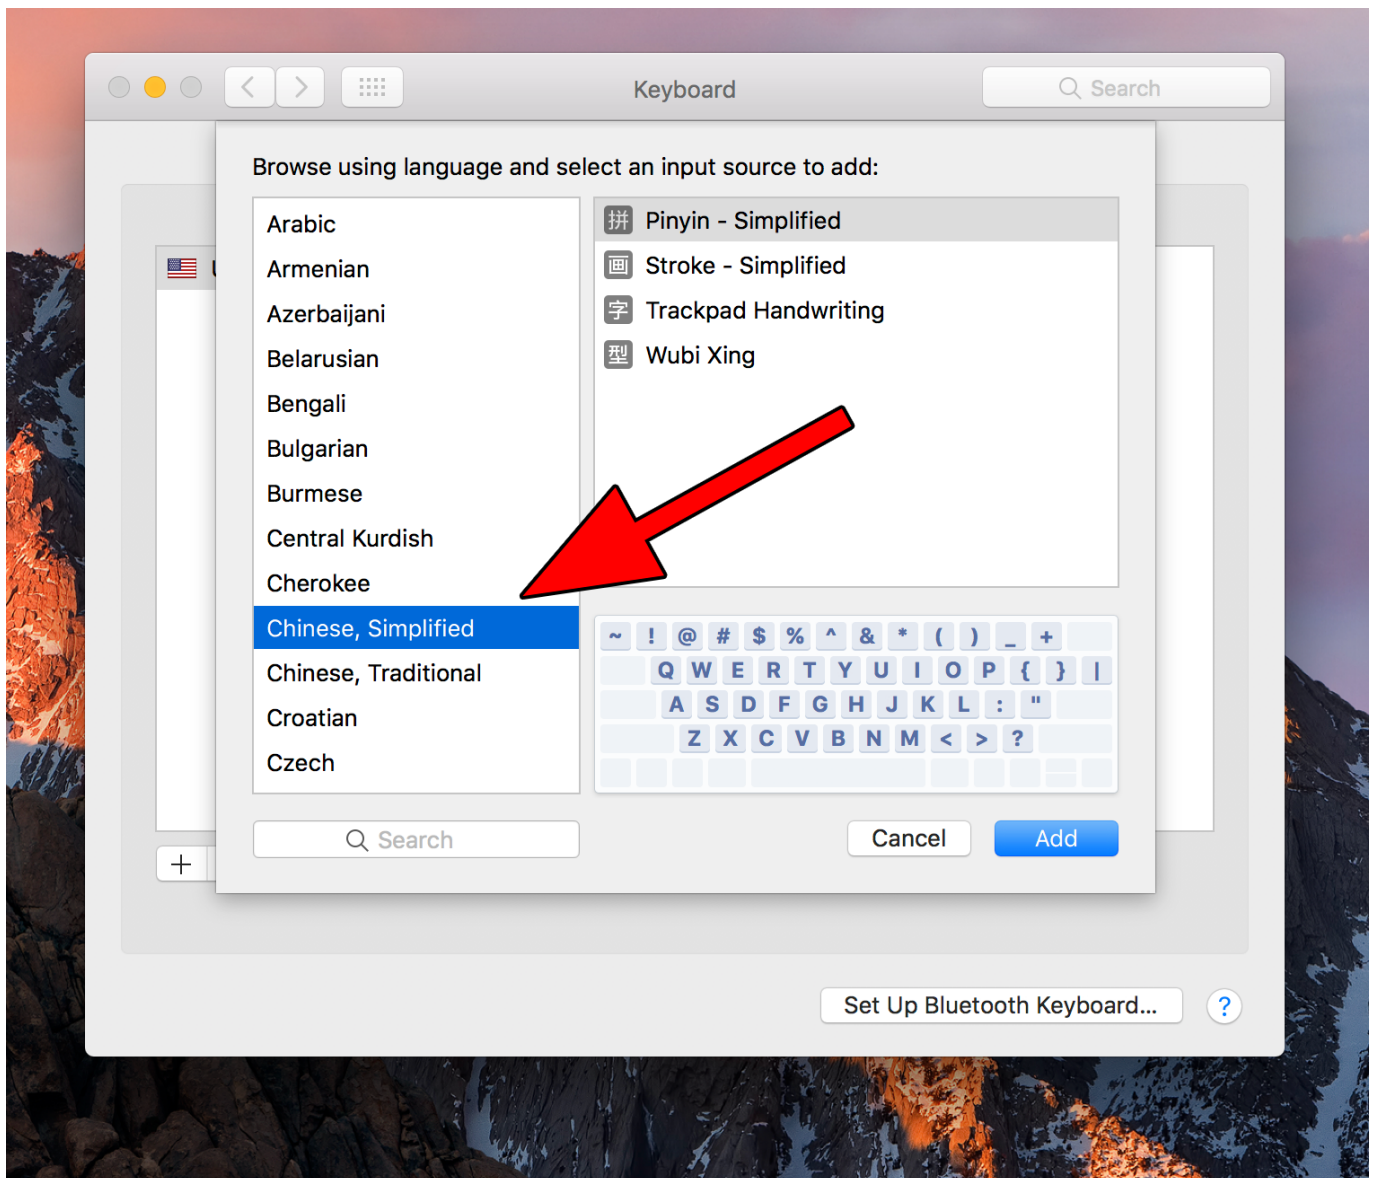 Keyboard
Search
Browse using language and select an input source to add:
Arabic
Armenian
Azerbaijani
Belarusian
Bengali
Bulgarian
Burmese
Central Kurdish
Cherokee
Chinese, Simplified
Chinese, Traditional
Croatian
Czech
拼 Pinyin - Simplified
画 Stroke - Simplified
字 Trackpad Handwriting
型 Wubi Xing
~ ! @ # $ % ^ & * ( ) _ +
Q W E R T Y U I O P { } |
A S D F G H J K L : "
Z X C V B N M < > ?
Search
Cancel
Add
+
Set Up Bluetooth Keyboard...
?